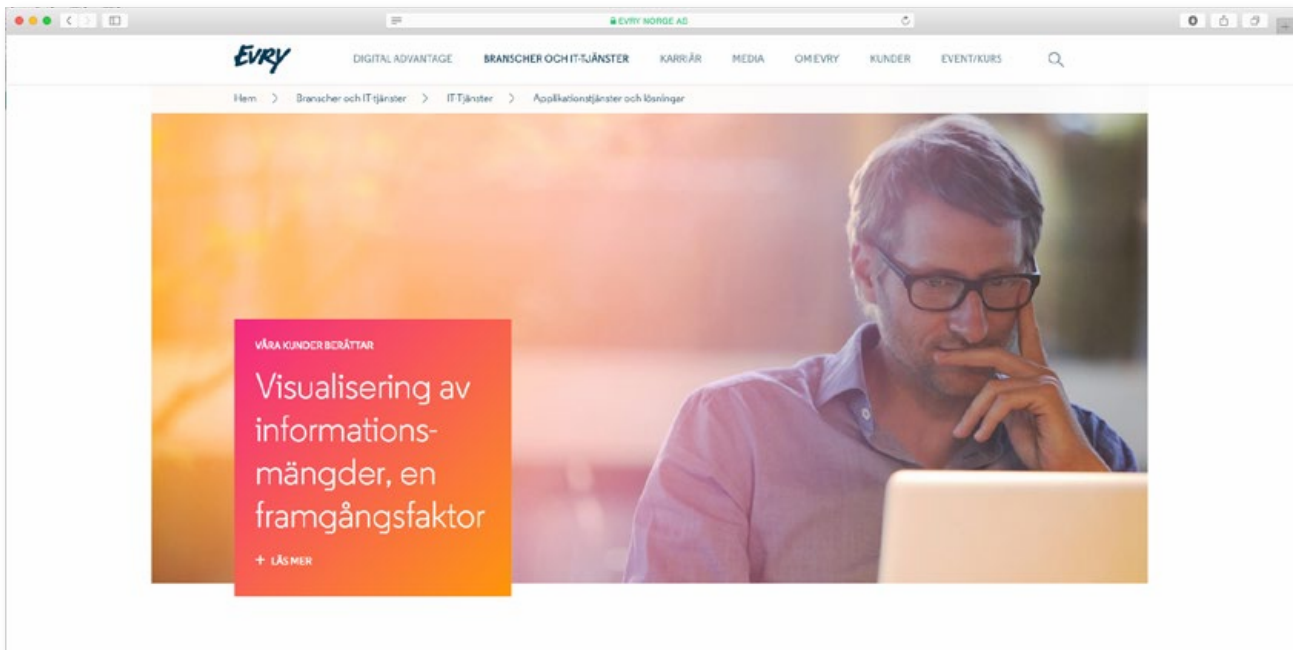 EVRY NORGE AS
EVRY
DIGITAL ADVANTAGE BRANSCHER OCH IT-TJÄNSTER KARRIÄR MEDIA OM EVRY KUNDER EVENT/KURS
Hem > Branscher och IT-tjänster > IT-Tjänster > Applikationstjänster och lösningar
VÅRA KUNDER BERÄTTAR
Visualisering av
informations-
mängder, en
framgångsfaktor
+ LÄS MER